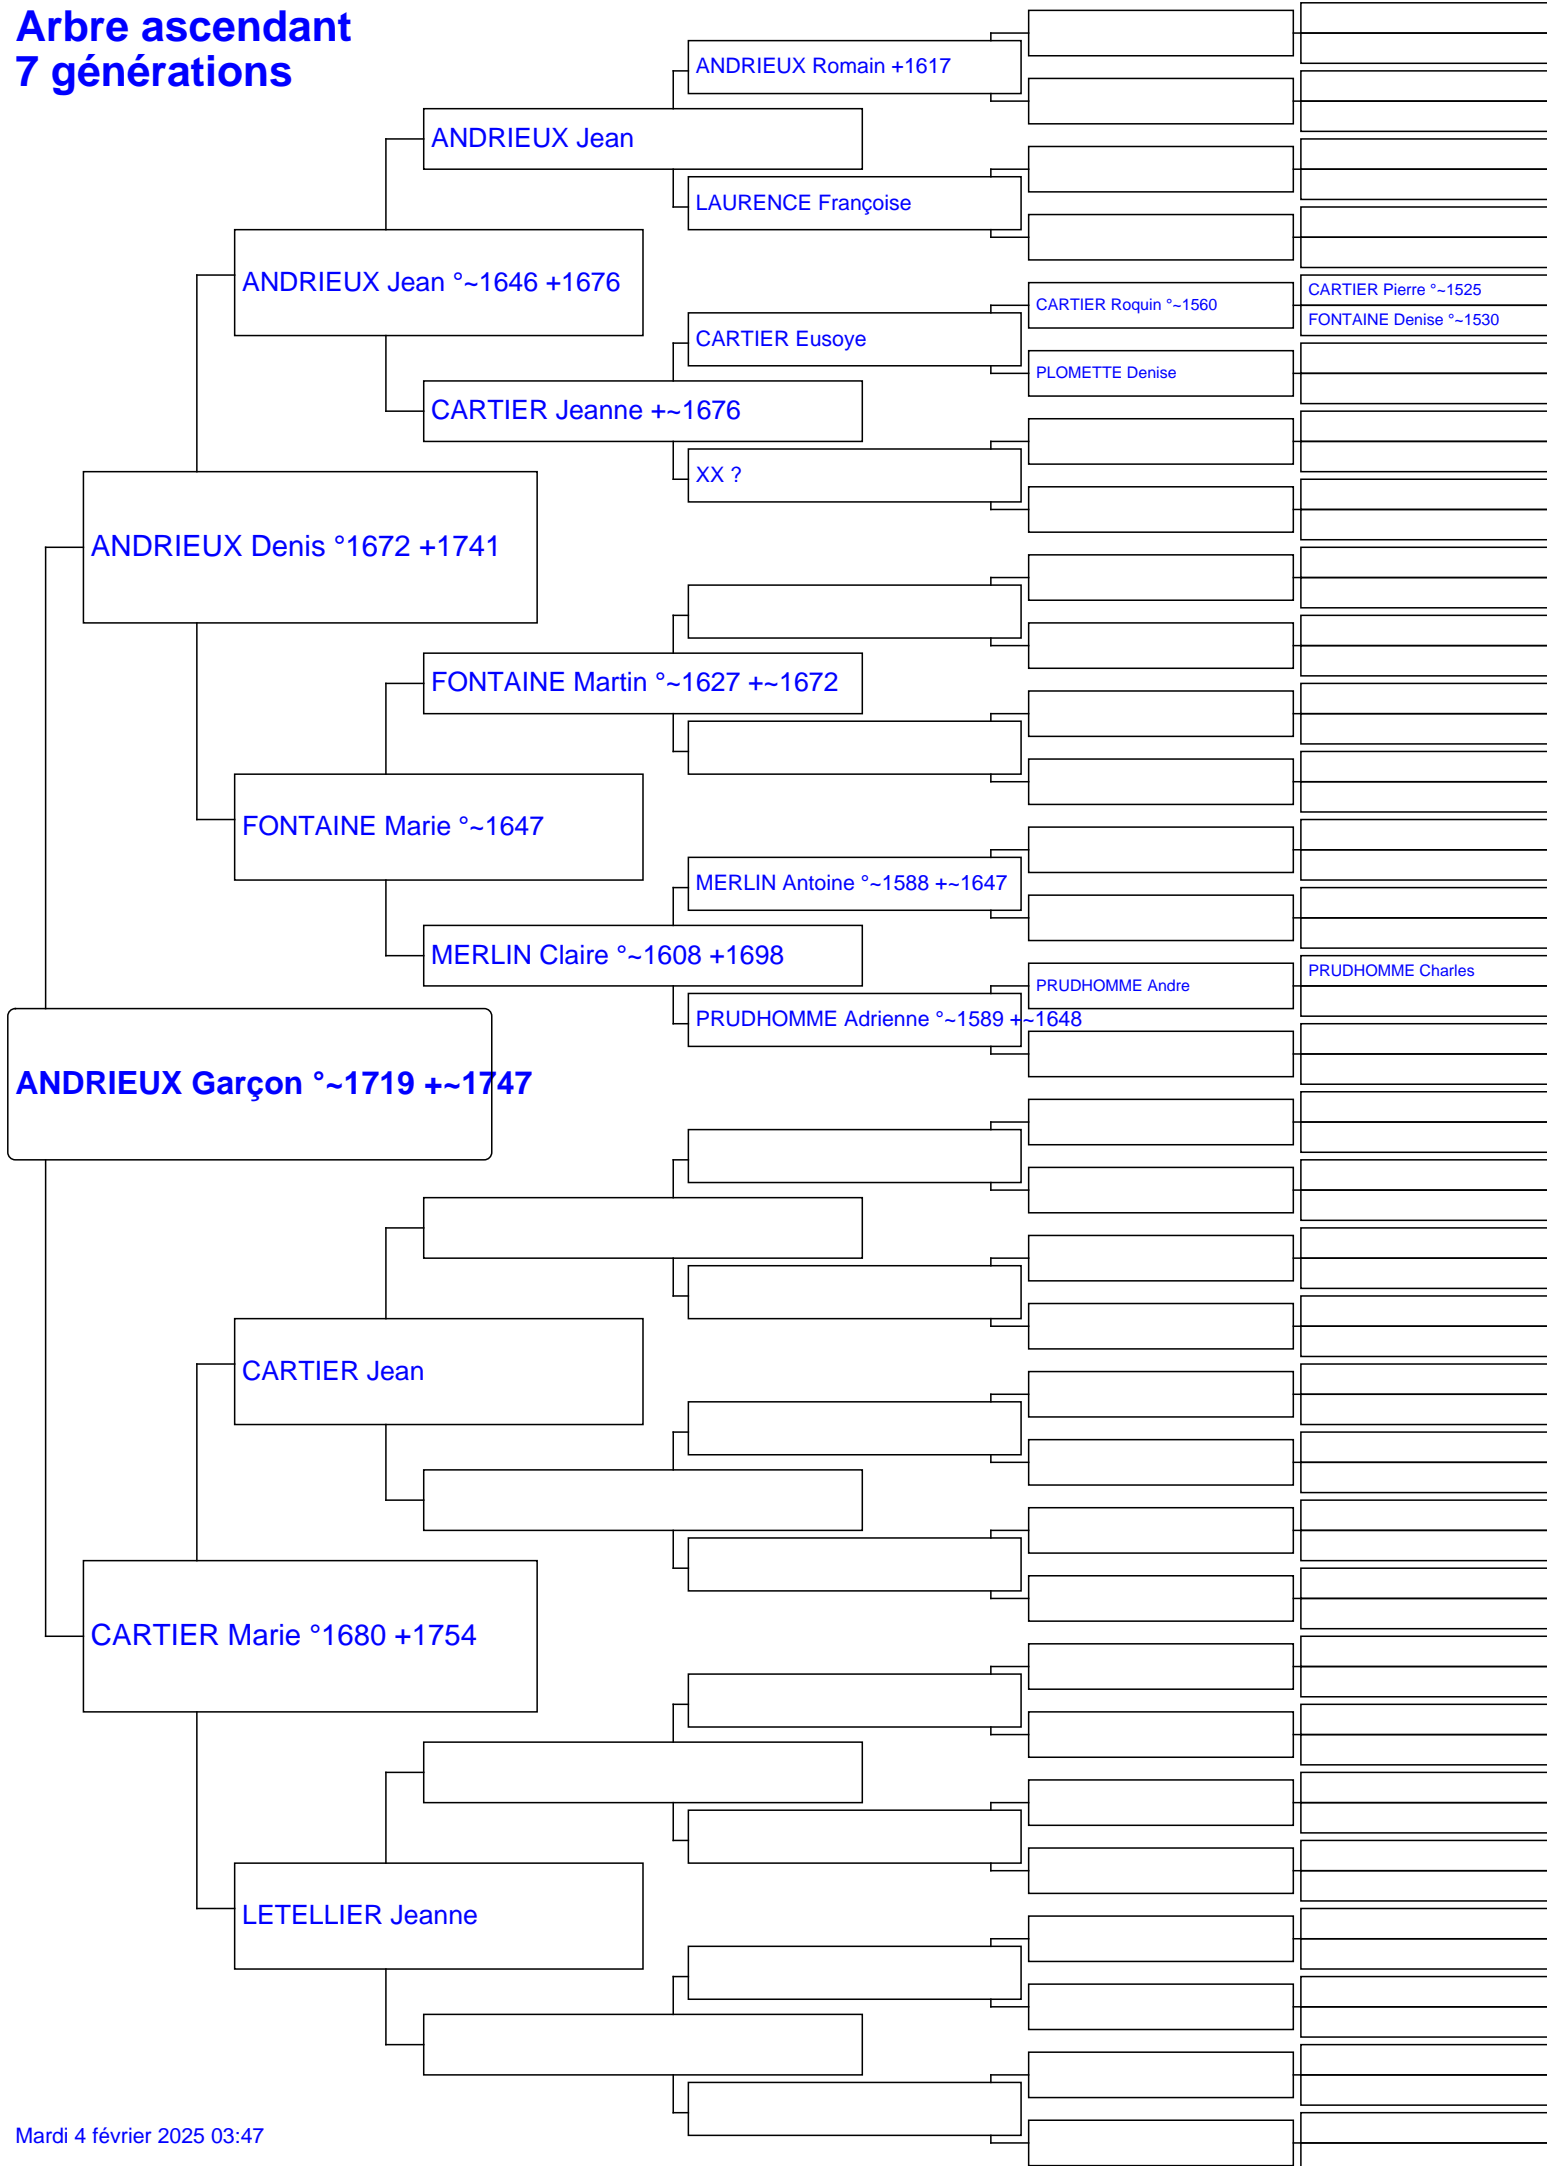 Arbre ascendant
7 générations
ANDRIEUX Romain +1617
ANDRIEUX Jean
LAURENCE Françoise
ANDRIEUX Jean °~1646 +1676
CARTIER Pierre °~1525
CARTIER Roquin °~1560
FONTAINE Denise °~1530
CARTIER Eusoye
PLOMETTE Denise
CARTIER Jeanne +~1676
XX ?
ANDRIEUX Denis °1672 +1741
FONTAINE Martin °~1627 +~1672
FONTAINE Marie °~1647
MERLIN Antoine °~1588 +~1647
MERLIN Claire °~1608 +1698
PRUDHOMME Charles
PRUDHOMME Andre
PRUDHOMME Adrienne °~1589 +~1648
ANDRIEUX Garçon °~1719 +~1747
CARTIER Jean
CARTIER Marie °1680 +1754
LETELLIER Jeanne
Mardi 4 février 2025 03:47